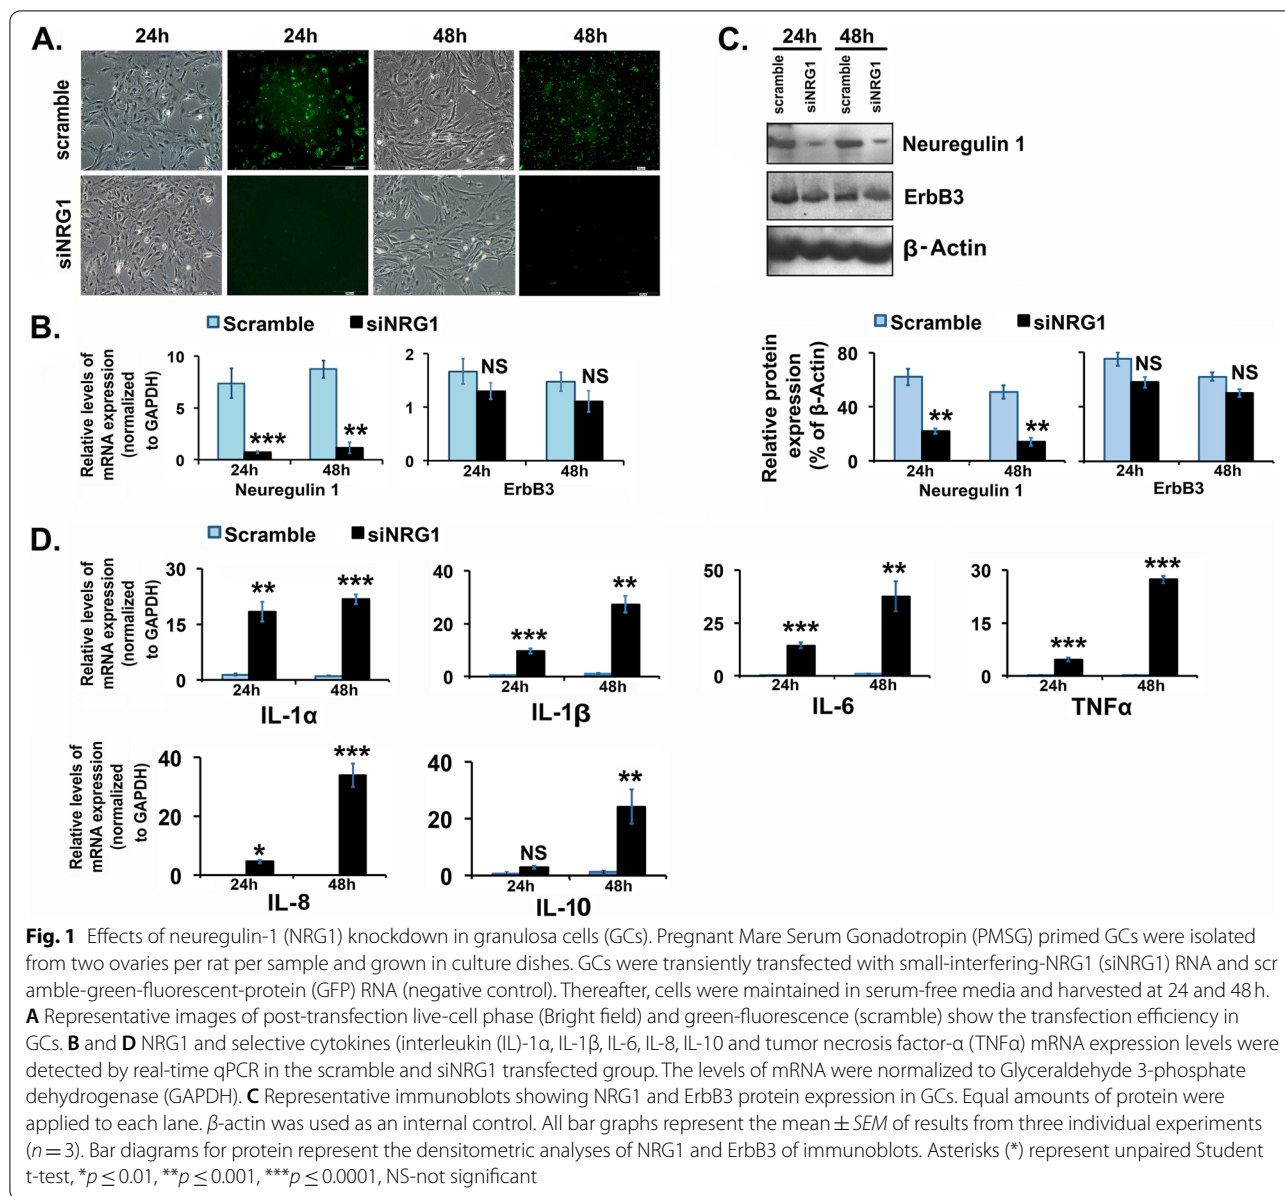 A.
24h 24h 48h 48h
scramble
siNRG1
C.
24h 48h
scramble siNRG1 scramble siNRG1
Neuregulin 1
ErbB3
β-Actin
B.
Scramble siNRG1
Relative levels of
mRNA expression
(normalized
to GAPDH)
10
5
0
*** **
24h 48h
Neuregulin 1
2
1
0
NS NS
24h 48h
ErbB3
Scramble siNRG1
Relative protein
expression
(% of β-Actin)
80
40
0
** **
24h 48h
Neuregulin 1
NS NS
24h 48h
ErbB3
D.
Scramble siNRG1
Relative levels of
mRNA expression
(normalized
to GAPDH)
30
15
0
** ***
24h 48h
IL-1α
40
20
0
*** **
24h 48h
IL-1β
50
25
0
*** **
24h 48h
IL-6
30
15
0
*** ***
24h 48h
TNFα
Relative levels of
mRNA expression
(normalized
to GAPDH)
40
20
0
* ***
24h 48h
IL-8
40
20
0
NS **
24h 48h
IL-10
Fig. 1 Effects of neuregulin-1 (NRG1) knockdown in granulosa cells (GCs). Pregnant Mare Serum Gonadotropin (PMSG) primed GCs were isolated
from two ovaries per rat per sample and grown in culture dishes. GCs were transiently transfected with small-interfering-NRG1 (siNRG1) RNA and scr
amble-green-fluorescent-protein (GFP) RNA (negative control). Thereafter, cells were maintained in serum-free media and harvested at 24 and 48 h.
A Representative images of post-transfection live-cell phase (Bright field) and green-fluorescence (scramble) show the transfection efficiency in
GCs. B and D NRG1 and selective cytokines (interleukin (IL)-1α, IL-1β, IL-6, IL-8, IL-10 and tumor necrosis factor-α (TNFα) mRNA expression levels were
detected by real-time qPCR in the scramble and siNRG1 transfected group. The levels of mRNA were normalized to Glyceraldehyde 3-phosphate
dehydrogenase (GAPDH). C Representative immunoblots showing NRG1 and ErbB3 protein expression in GCs. Equal amounts of protein were
applied to each lane. β-actin was used as an internal control. All bar graphs represent the mean ± SEM of results from three individual experiments
(n = 3). Bar diagrams for protein represent the densitometric analyses of NRG1 and ErbB3 of immunoblots. Asterisks (*) represent unpaired Student
t-test, *p ≤ 0.01, **p ≤ 0.001, ***p ≤ 0.0001, NS-not significant